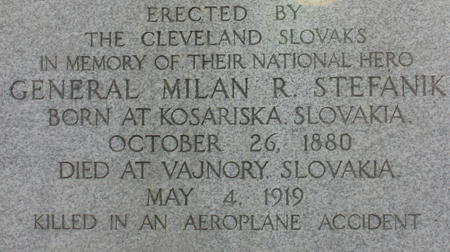 ERECTED BY
THE CLEVELAND SLOVAKS
IN MEMORY OF THEIR NATIONAL HERO
GENERAL MILAN R. STEFANIK
BORN AT KOSARISKA, SLOVAKIA.
OCTOBER 26, 1880
DIED AT VAJNORY, SLOVAKIA
MAY 4, 1919
KILLED IN AN AEROPLANE ACCIDENT